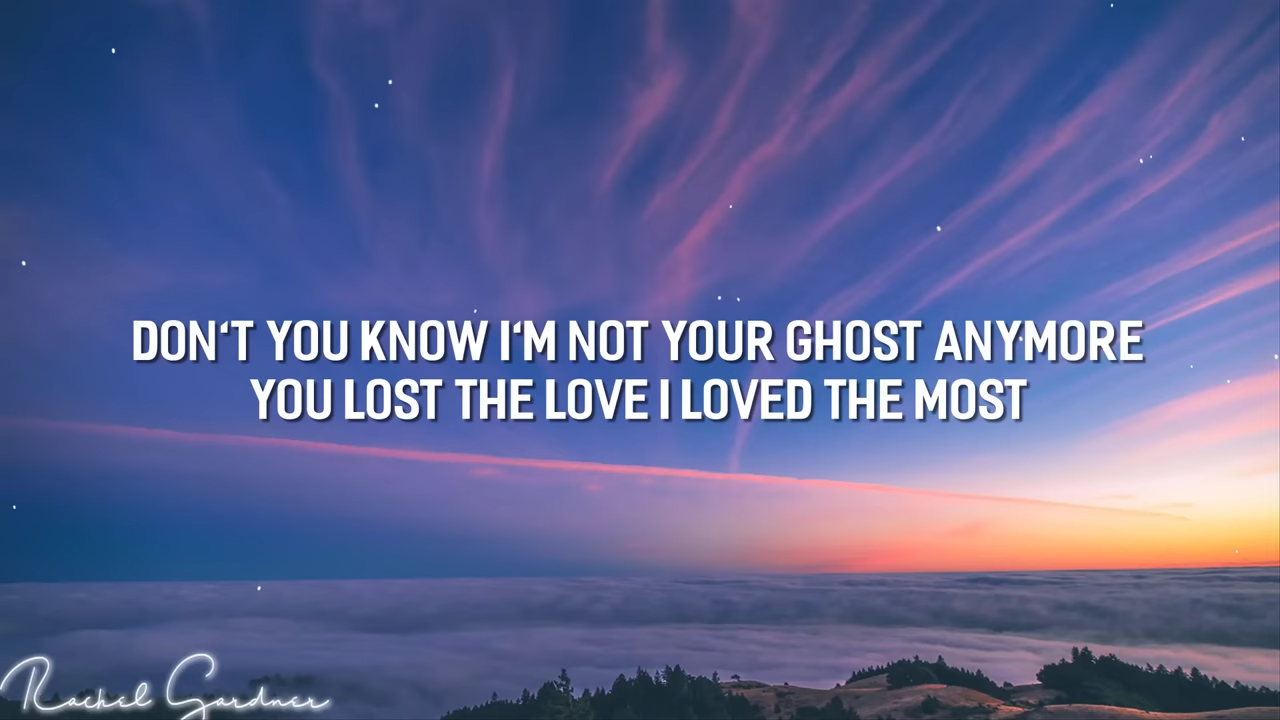 DON‘T YOU KNOW I‘M NOT YOUR GHOST ANYMORE
YOU LOST THE LOVE I LOVED THE MOST
Rachel Gardner